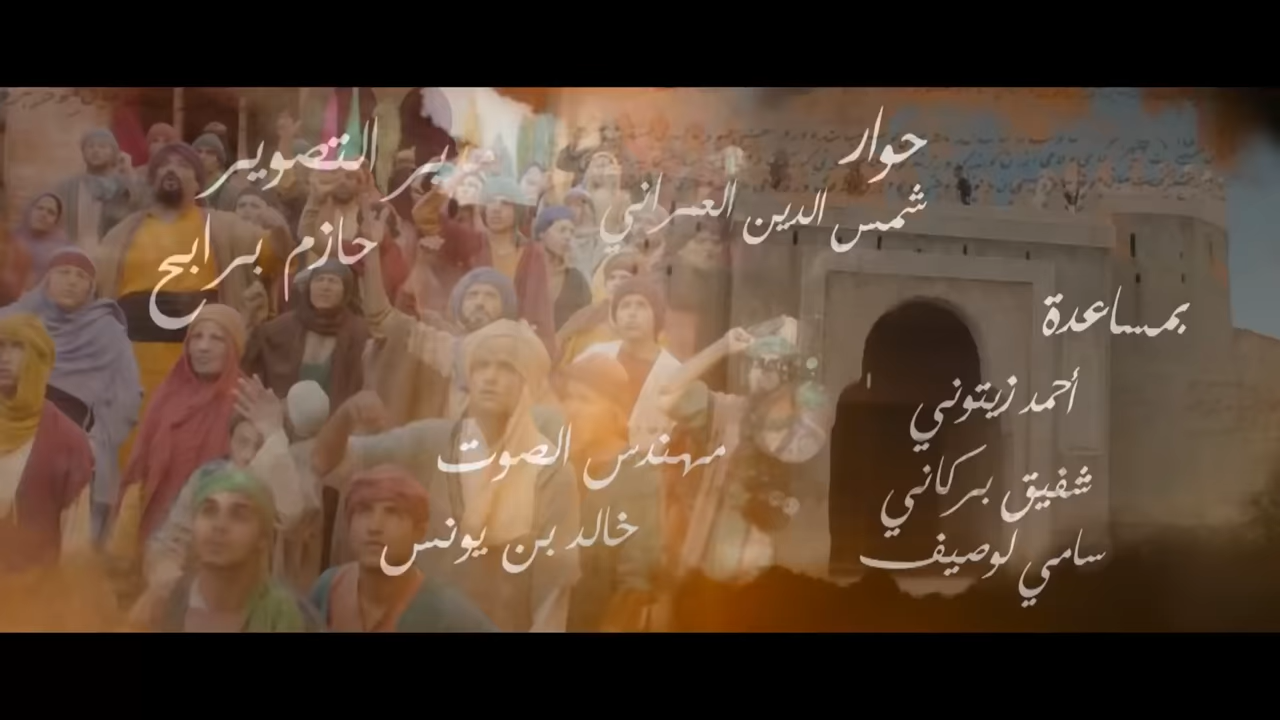 حوار
شمس الدين العمراني
بمساعدة
أحمد زيتوني
شفيق بركاني
سامي لوصيف
مدير التصوير
حازم برابح
مهندس الصوت
خالد بن يونس